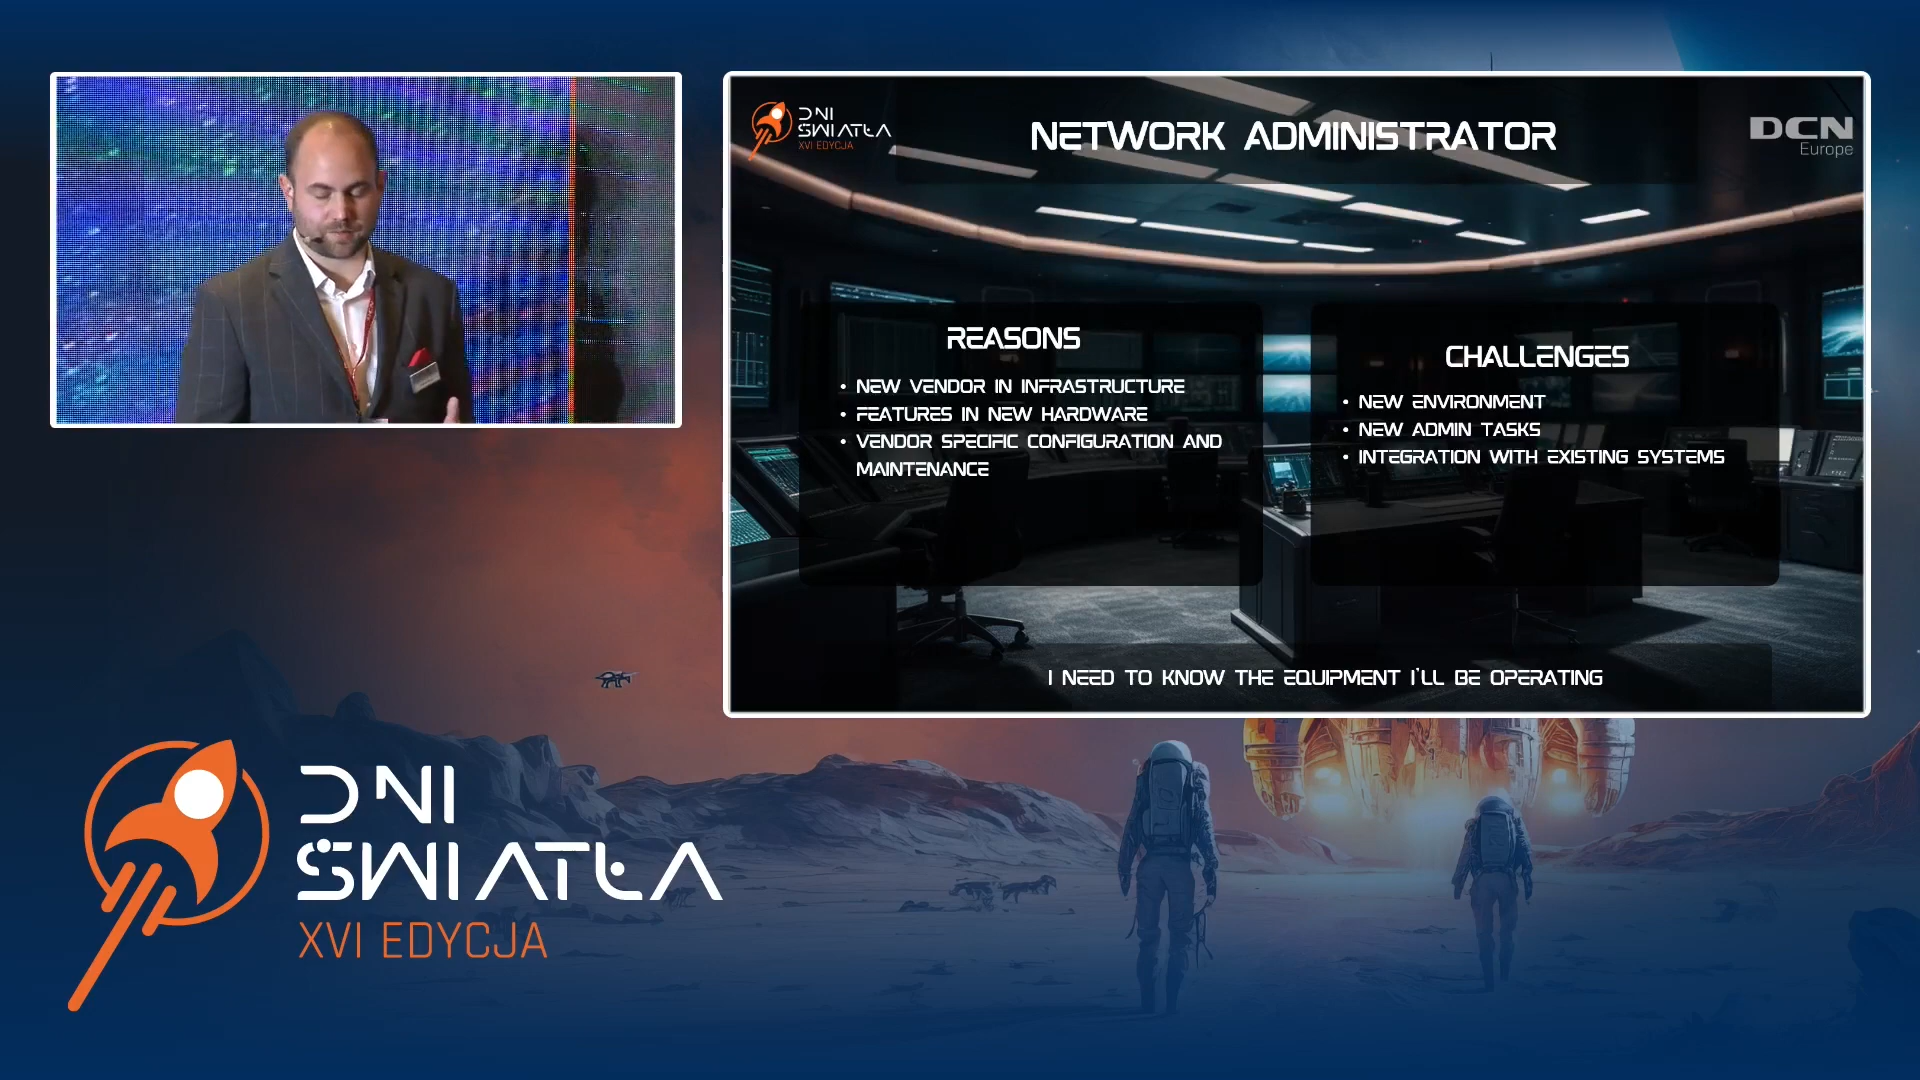 DNI
ŚWIATŁA
XVI EDYCJA
NETWORK ADMINISTRATOR
DCN
Europe
REASONS
• NEW VENDOR IN INFRASTRUCTURE
• FEATURES IN NEW HARDWARE
• VENDOR SPECIFIC CONFIGURATION AND
MAINTENANCE
CHALLENGES
• NEW ENVIRONMENT
• NEW ADMIN TASKS
• INTEGRATION WITH EXISTING SYSTEMS
I NEED TO KNOW THE EQUIPMENT I'LL BE OPERATING
DNI
ŚWIATŁA
XVI EDYCJA